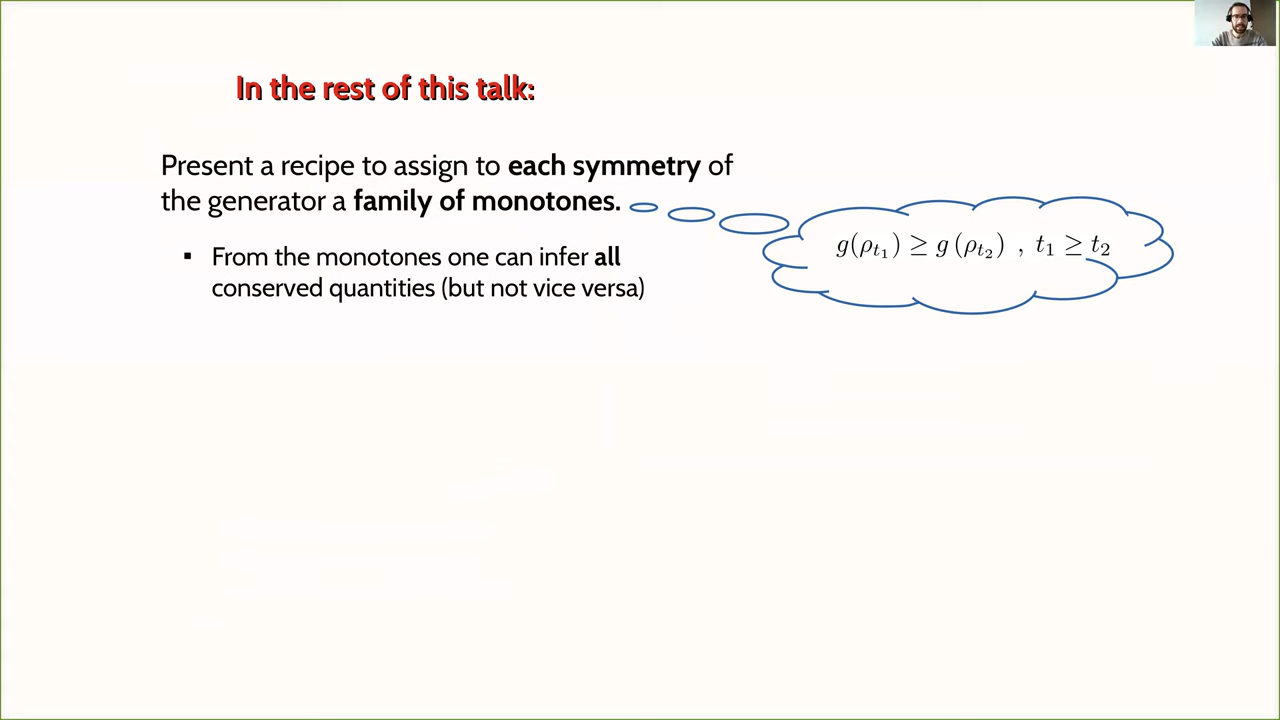 In the rest of this talk:
Present a recipe to assign to each symmetry of
the generator a family of monotones.
g(ρ_{t_1}) ≥ g(ρ_{t_2}) , t_1 ≥ t_2
▪ From the monotones one can infer all
conserved quantities (but not vice versa)